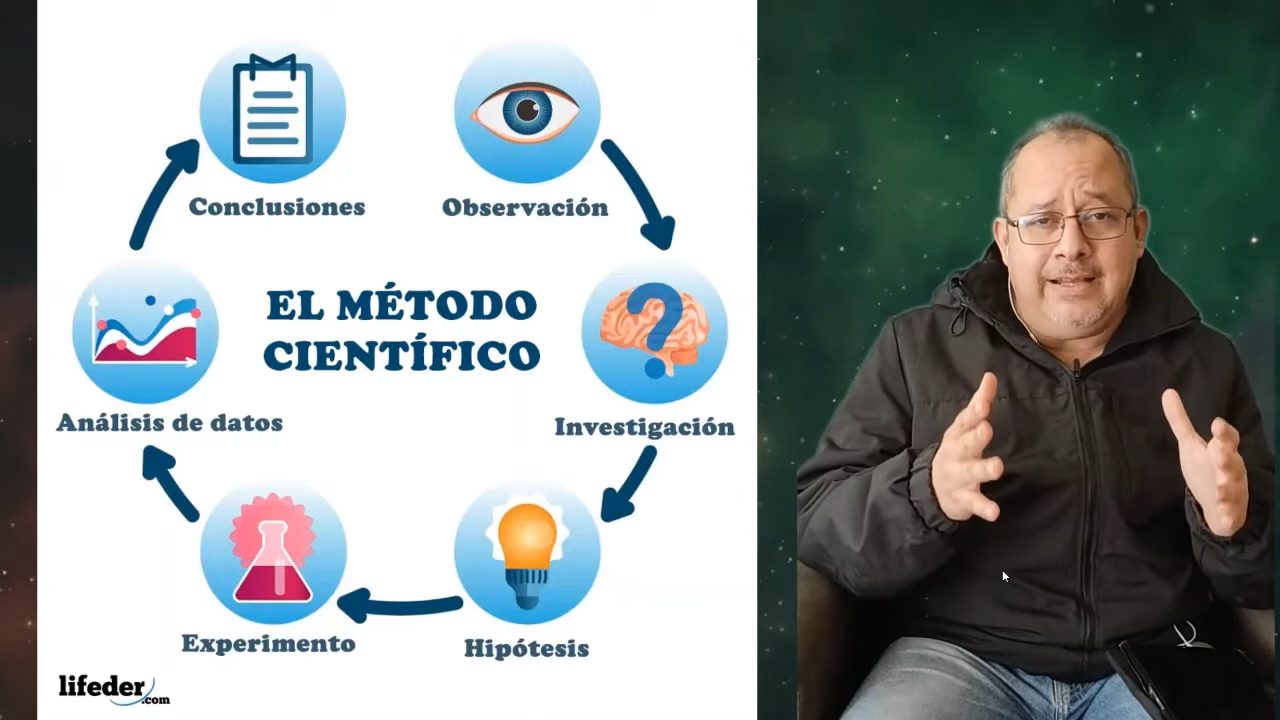 Conclusiones
Observación
EL MÉTODO
CIENTÍFICO
Análisis de datos
Investigación
Experimento
Hipótesis
lifeder.com